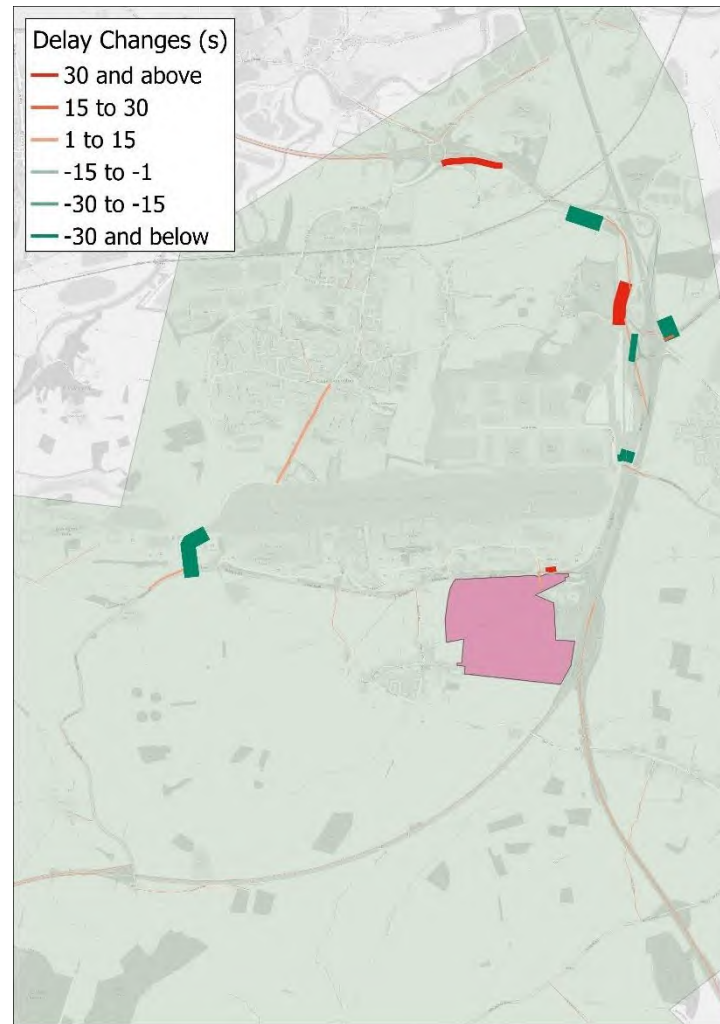 Delay Changes (s)
30 and above
15 to 30
1 to 15
-15 to -1
-30 to -15
-30 and below